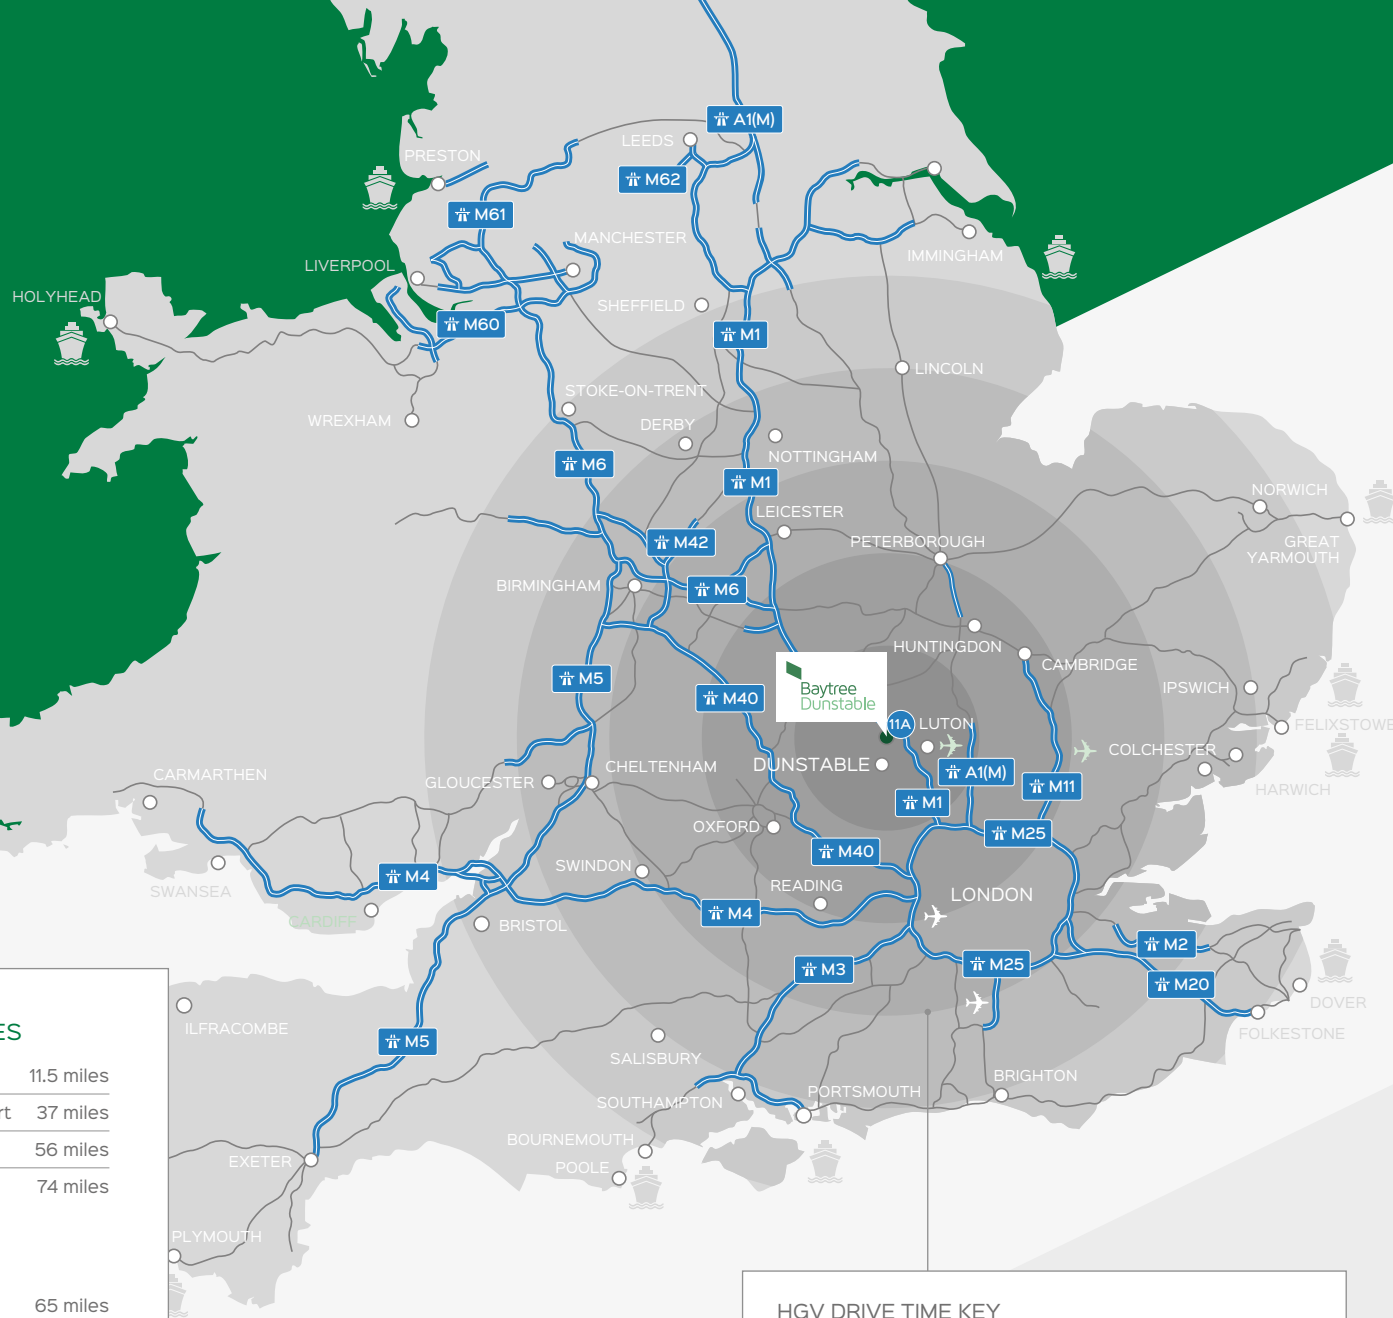 A1(M)
LEEDS
PRESTON
M62
M61
MANCHESTER
IMMINGHAM
LIVERPOOL
HOLYHEAD
SHEFFIELD
M60
M1
LINCOLN
STOKE-ON-TRENT
WREXHAM
DERBY
NOTTINGHAM
M6
M1
NORWICH
LEICESTER
GREAT
YARMOUTH
M42
PETERBOROUGH
BIRMINGHAM
M6
HUNTINGDON
CAMBRIDGE
M5
Baytree
Dunstable
IPSWICH
M40
11A
LUTON
FELIXSTOWE
COLCHESTER
DUNSTABLE
CARMARTHEN
CHELTENHAM
A1(M)
GLOUCESTER
M11
HARWICH
M1
OXFORD
M25
M40
SWINDON
M4
SWANSEA
READING
LONDON
M4
CARDIFF
BRISTOL
M2
M3
M25
M20
DOVER
ILFRACOMBE
FOLKESTONE
M5
SALISBURY
BRIGHTON
PORTSMOUTH
SOUTHAMPTON
BOURNEMOUTH
EXETER
POOLE
PLYMOUTH
ES
11.5 miles
rt 37 miles
56 miles
74 miles
65 miles
HGV DRIVE TIME KEY